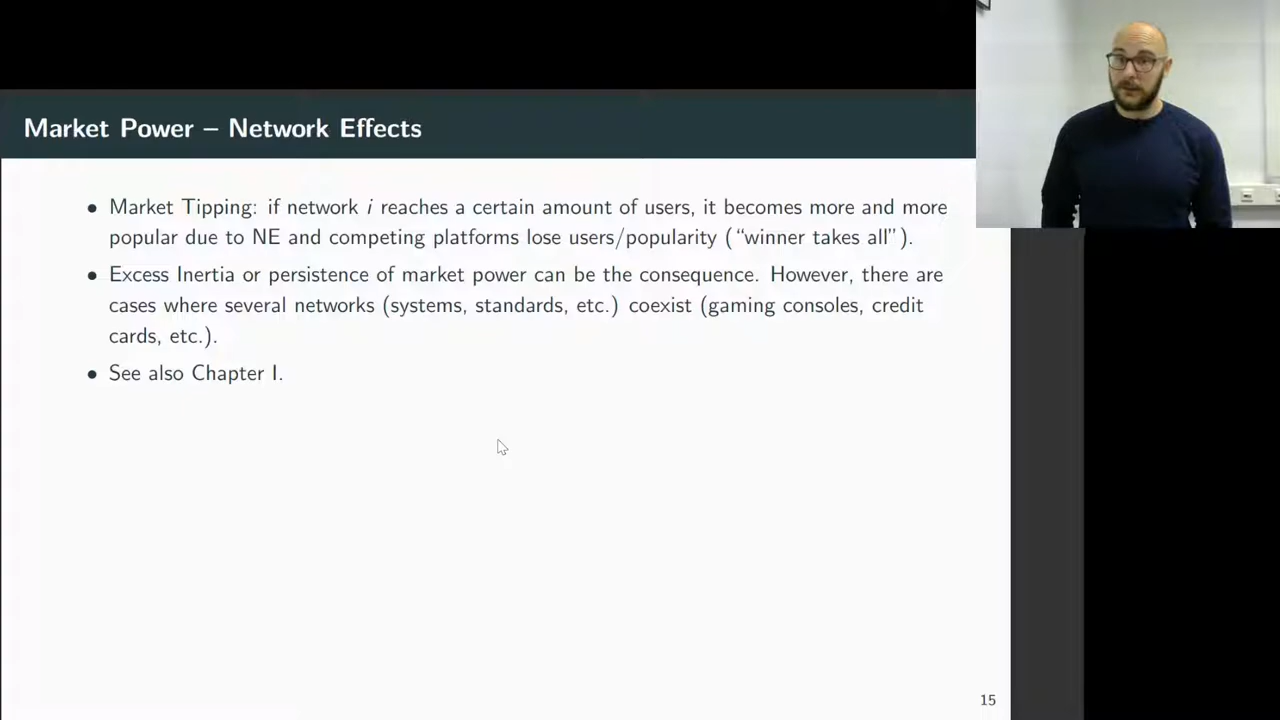 Market Power – Network Effects
• Market Tipping: if network i reaches a certain amount of users, it becomes more and more
popular due to NE and competing platforms lose users/popularity (“winner takes all”).
• Excess Inertia or persistence of market power can be the consequence. However, there are
cases where several networks (systems, standards, etc.) coexist (gaming consoles, credit
cards, etc.).
• See also Chapter I.
15